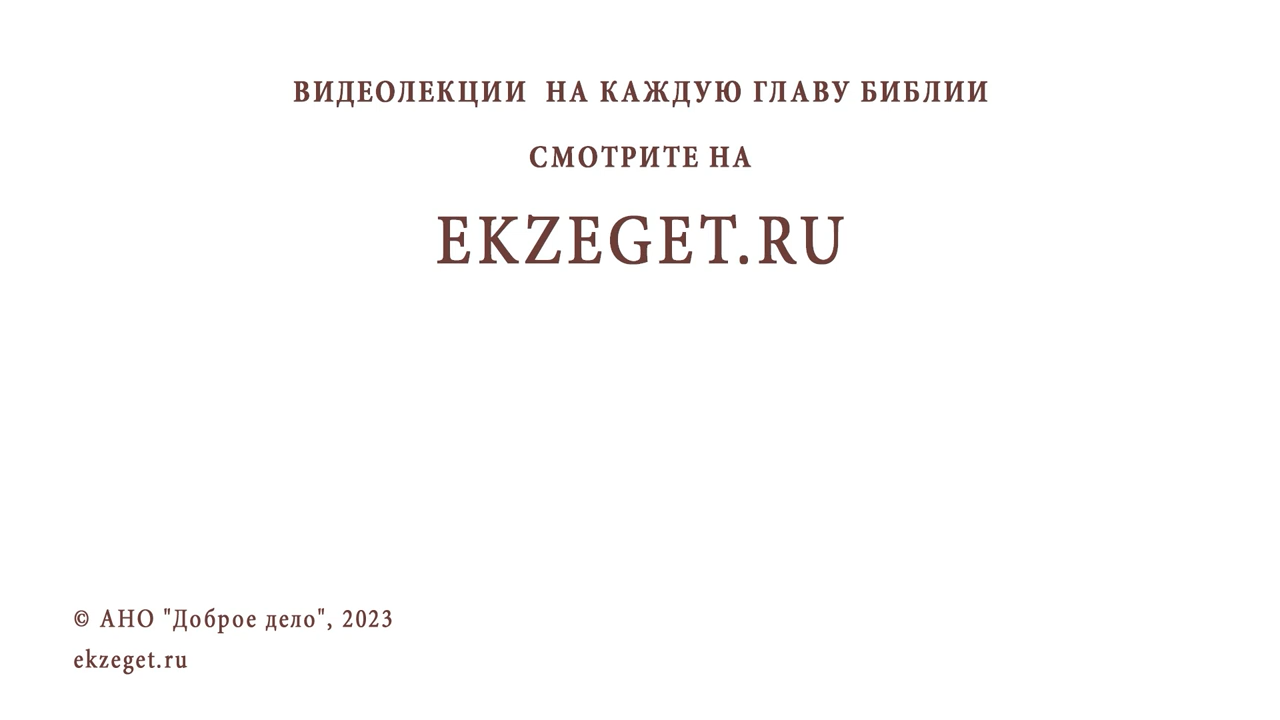 ВИДЕОЛЕКЦИИ НА КАЖДУЮ ГЛАВУ БИБЛИИ
СМОТРИТЕ НА
EKZEGET.RU
© АНО "Доброе дело", 2023
ekzeget.ru